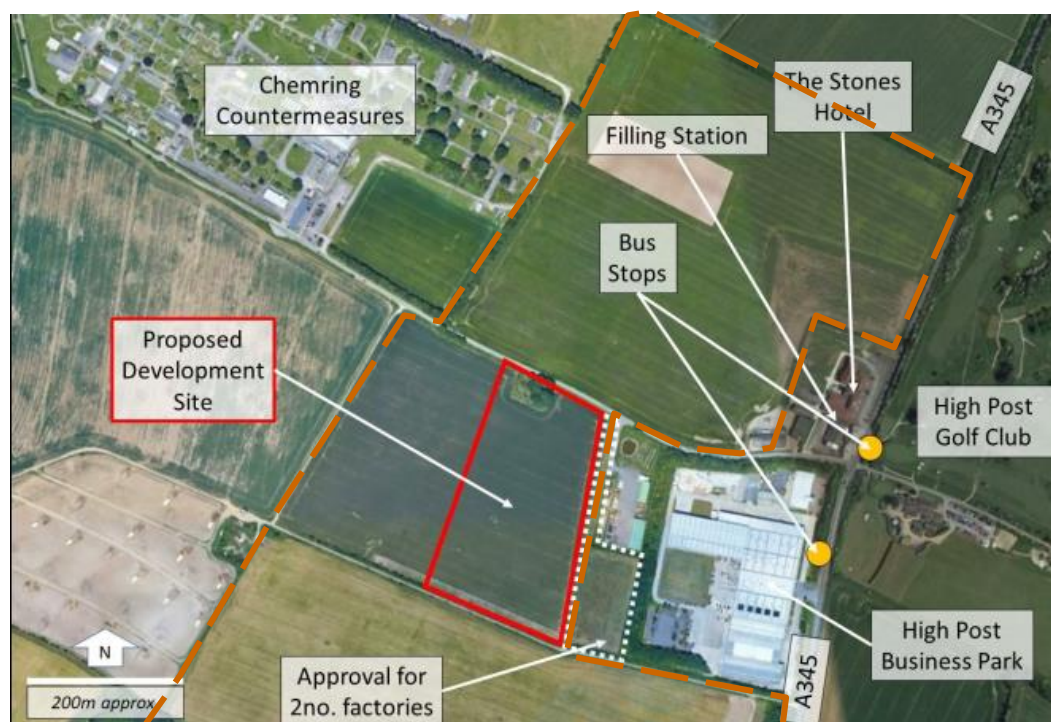 Chemring
Countermeasures
The Stones
Hotel
A345
Filling Station
Bus
Stops
Proposed
Development
Site
High Post
Golf Club
N
200m approx
Approval for
2no. factories
High Post
Business Park
A345